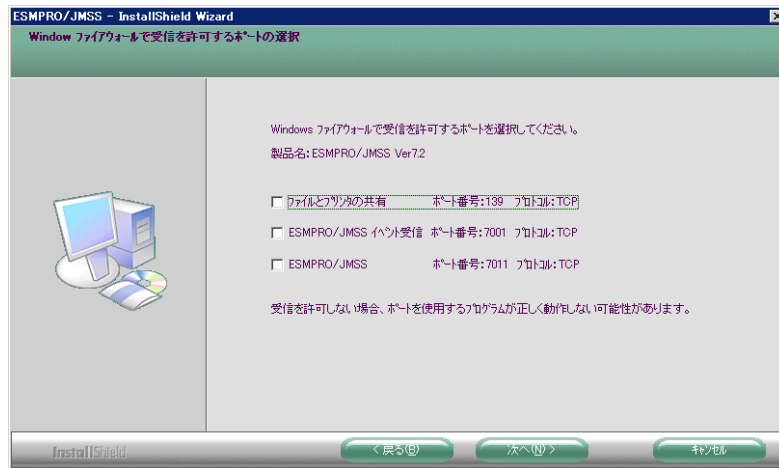 ESMPRO/JMSS - InstallShield Wizard
Window ファイアウォールで受信を許可するポートの選択
Windows ファイアウォールで受信を許可するポートを選択してください。
製品名:ESMPRO/JMSS Ver7.2
ファイルとプリンタの共有 ポート番号:139 プロトコル:TCP
ESMPRO/JMSS イベント受信 ポート番号:7001 プロトコル:TCP
ESMPRO/JMSS ポート番号:7011 プロトコル:TCP
受信を許可しない場合、ポートを使用するプログラムが正しく動作しない可能性があります。
InstallShield
< 戻る(B) 次へ(N) > キャンセル